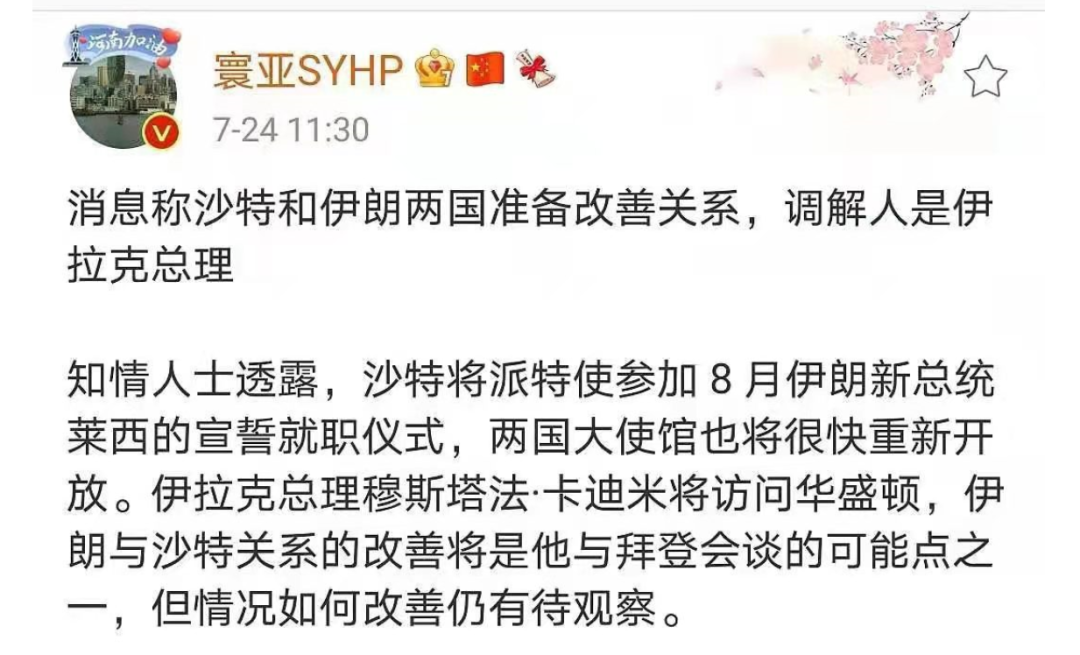 河南加油
寰亚SYHP
7-24 11:30
消息称沙特和伊朗两国准备改善关系，调解人是伊
拉克总理
知情人士透露，沙特将派特使参加 8 月伊朗新总统
莱西的宣誓就职仪式，两国大使馆也将很快重新开
放。伊拉克总理穆斯塔法·卡迪米将访问华盛顿，伊
朗与沙特关系的改善将是他与拜登会谈的可能点之
一，但情况如何改善仍有待观察。